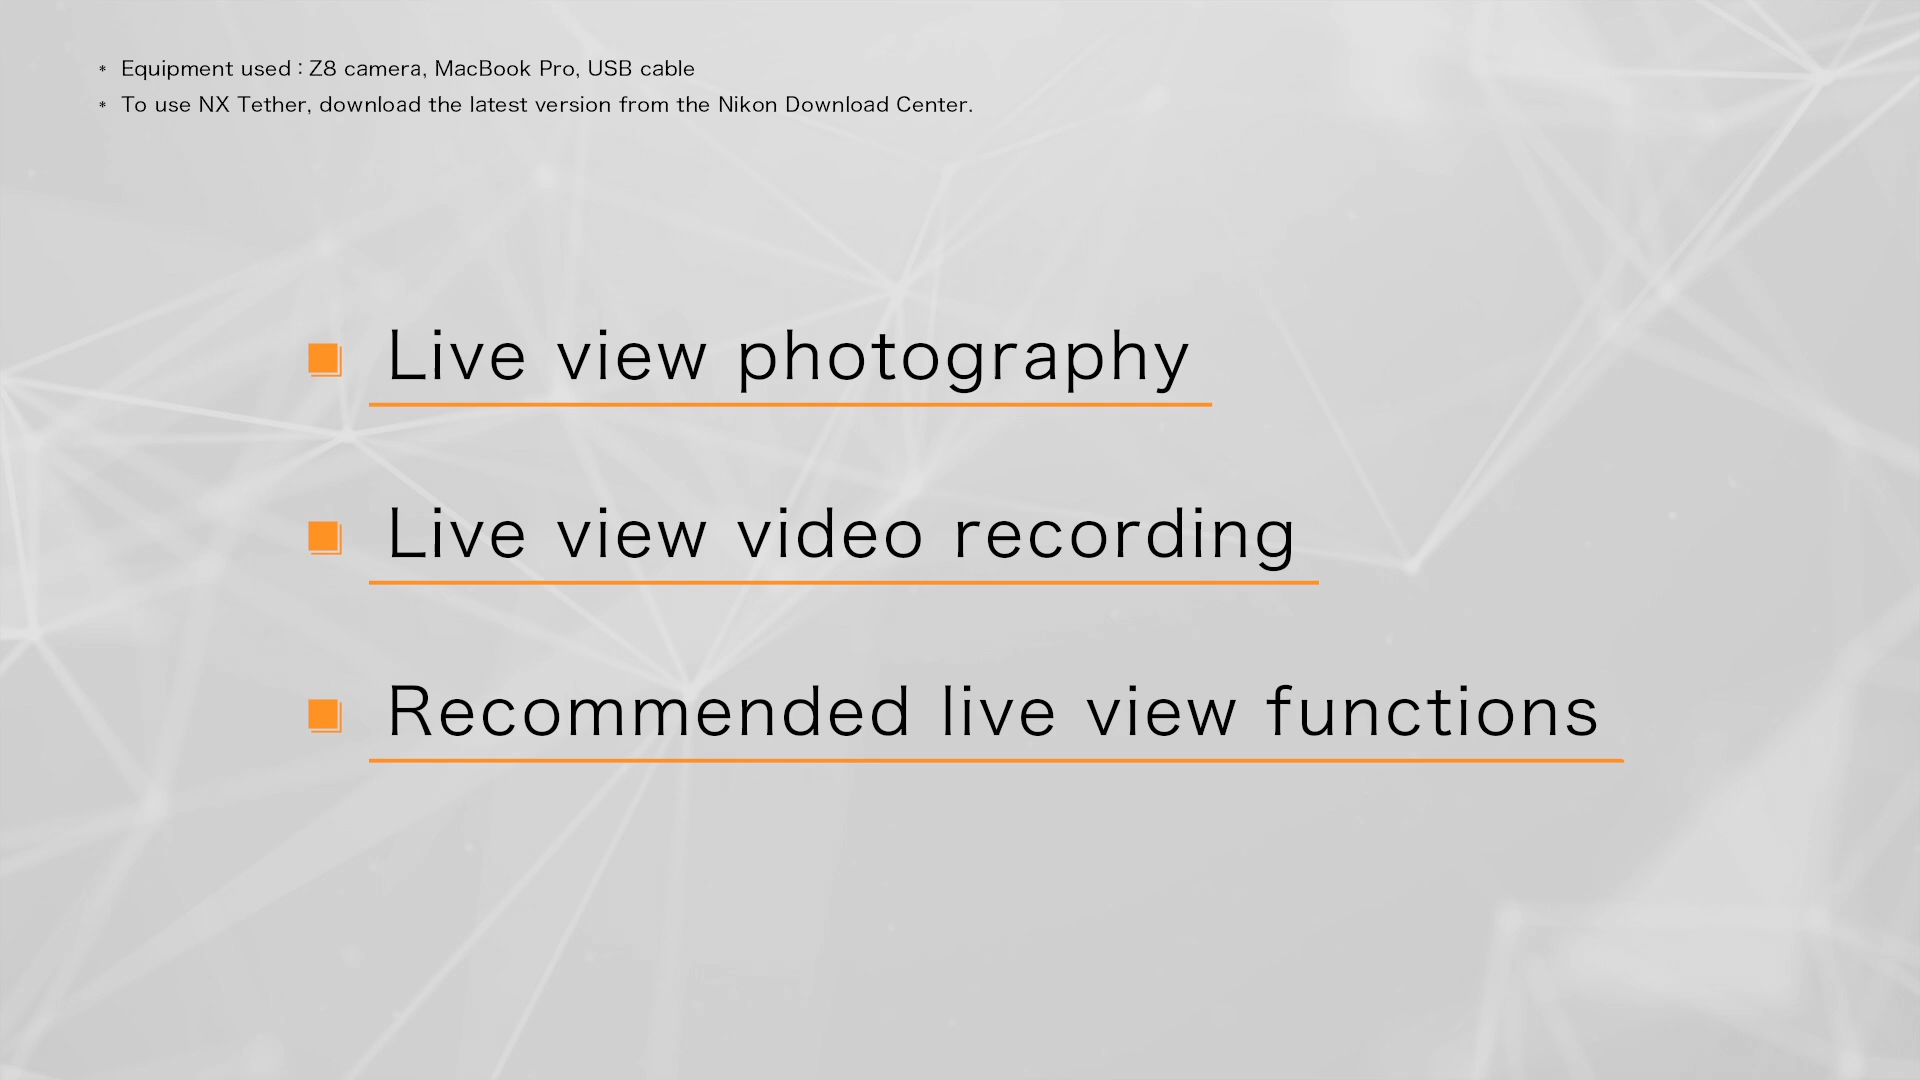 * Equipment used : Z8 camera, MacBook Pro, USB cable
* To use NX Tether, download the latest version from the Nikon Download Center.
Live view photography
Live view video recording
Recommended live view functions